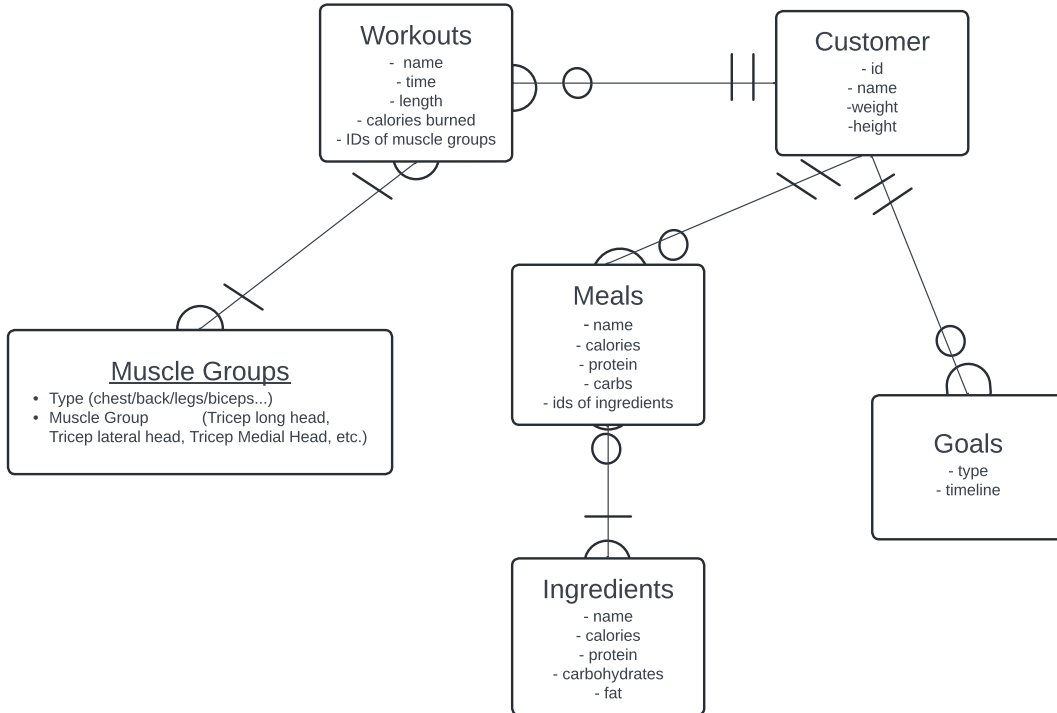 Workouts
- name
- time
- length
- calories burned
- IDs of muscle groups
Customer
- id
- name
-weight
-height
Muscle Groups
• Type (chest/back/legs/biceps...)
• Muscle Group (Tricep long head,
Tricep lateral head, Tricep Medial Head, etc.)
Meals
- name
- calories
- protein
- carbs
- ids of ingredients
Goals
- type
- timeline
Ingredients
- name
- calories
- protein
- carbohydrates
- fat